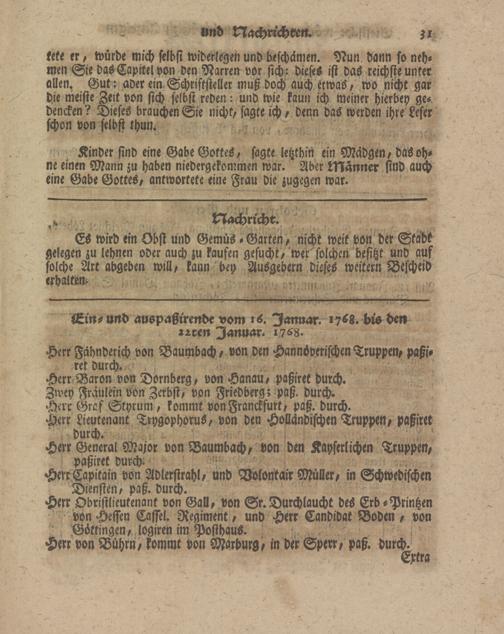 und Nachrichten. 31
tete er, würde mich selbst widerlegen und beschämen. Nun dann so neh-
men Sie das Capitel von den Narren vor sich: dieses ist das reichste unter
allen. Gut: aber ein Schriftsteller muß doch auch etwas, wo nicht gar
die meiste Zeit von sich selbst reden: und wie kann ich meiner hierbey ge-
dencken? Dieses brauchen Sie nicht, sagte ich, denn das werden ihre Leser
schon von selbst thun.
Kinder sind eine Gabe Gottes, sagte letzthin ein Mädgen, das oh-
ne einen Mann zu haben niedergekommen war. Aber Männer sind auch
eine Gabe Gottes, antwortete eine Frau die zugegen war.
Nachricht.
Es wird ein Obst und Gemüs-Garten, nicht weit von der Stadt
gelegen zu lehnen oder auch zu kaufen gesucht, wer solchen besitzt und auf
solche Art abgeben will, kann bey Ausgebern dieses weitern Bescheid
erhalten.
Ein- und auspaßirende vom 16. Januar. 1768. bis den
22ten Januar. 1768.
Herr Fähnderich von Baumbach, von den Hannöverischen Truppen, paßi-
ret durch.
Herr Baron von Dornberg, von Hanau, paßiret durch.
Zwey Fräulein von Zerbst, von Friedberg; paß. durch.
Herr Graf Styrum, kommt von Franckfurt, paß. durch.
Herr Lieutenant Trygophorus, von den Holländischen Truppen, paßiret
durch.
Herr General Major von Baumbach, von den Kayserlichen Truppen,
paßiret durch.
Herr Capitain von Adlerstrahl, und Volontair Müller, in Schwedischen
Diensten, paß. durch.
Herr Obristlieutenant von Gall, von Sr. Durchlaucht des Erb-Printzen
von Hessen Cassel. Regiment, und Herr Candidat Boden, von
Göttingen, logiren im Posthaus.
Herr von Bührn, kommt von Marburg, in der Sperr, paß. durch.
Extra